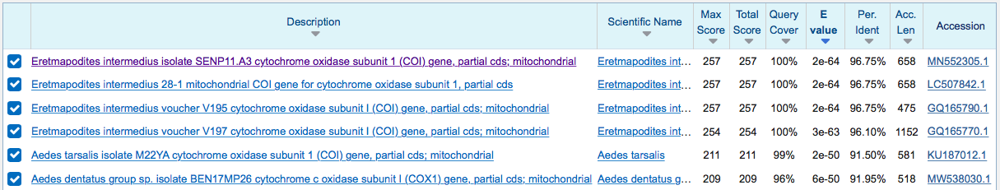 Description Scientific Name Max Score Total Score Query Cover E value Per. Ident Acc. Len Accession
Eretmapodites intermedius isolate SENP11.A3 cytochrome oxidase subunit 1 (COI) gene, partial cds; mitochondrial Eretmapodites int... 257 257 100% 2e-64 96.75% 658 MN552305.1
Eretmapodites intermedius 28-1 mitochondrial COI gene for cytochrome oxidase subunit 1, partial cds Eretmapodites int... 257 257 100% 2e-64 96.75% 658 LC507842.1
Eretmapodites intermedius voucher V195 cytochrome oxidase subunit I (COI) gene, partial cds; mitochondrial Eretmapodites int... 257 257 100% 2e-64 96.75% 475 GQ165790.1
Eretmapodites intermedius voucher V197 cytochrome oxidase subunit I (COI) gene, partial cds; mitochondrial Eretmapodites int... 254 254 100% 3e-63 96.10% 1152 GQ165770.1
Aedes tarsalis isolate M22YA cytochrome oxidase subunit 1 (COI) gene, partial cds; mitochondrial Aedes tarsalis 211 211 99% 2e-50 91.50% 581 KU187012.1
Aedes dentatus group sp. isolate BEN17MP26 cytochrome c oxidase subunit I (COX1) gene, partial cds; mitochondrial Aedes dentatus g... 209 209 96% 6e-50 91.95% 518 MW538030.1